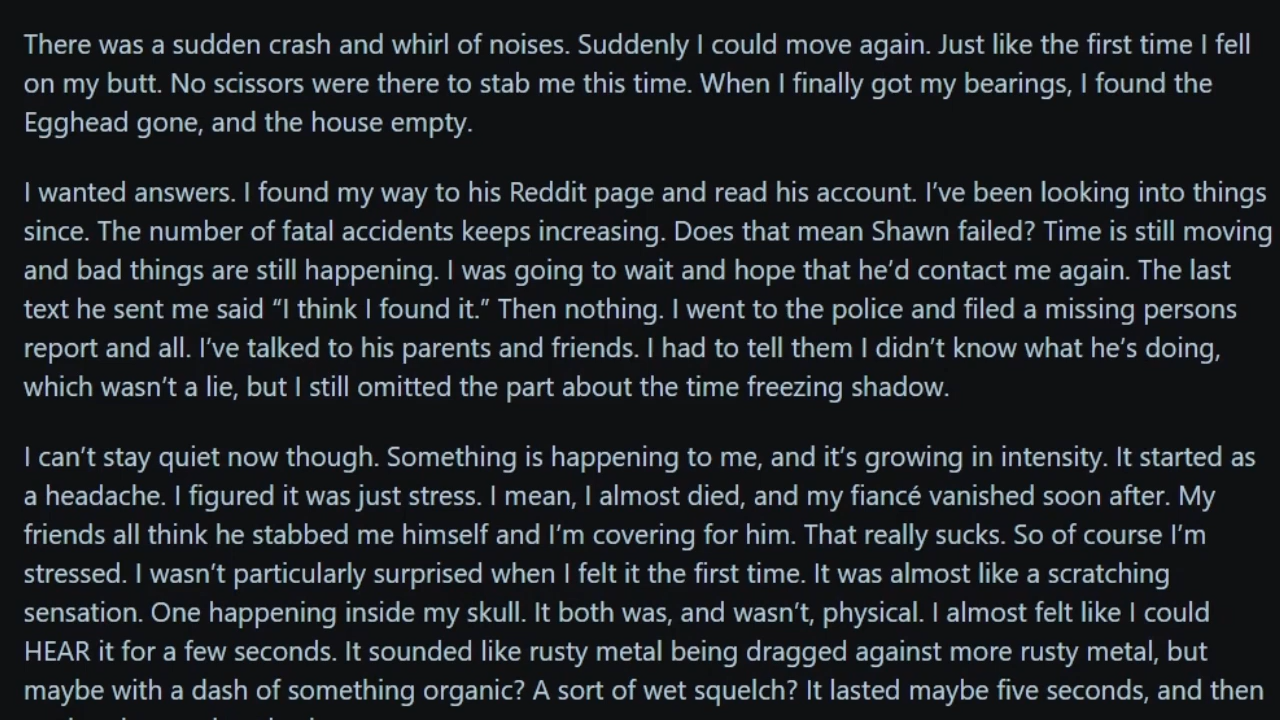 There was a sudden crash and whirl of noises. Suddenly I could move again. Just like the first time I fell
on my butt. No scissors were there to stab me this time. When I finally got my bearings, I found the
Egghead gone, and the house empty.
I wanted answers. I found my way to his Reddit page and read his account. I’ve been looking into things
since. The number of fatal accidents keeps increasing. Does that mean Shawn failed? Time is still moving
and bad things are still happening. I was going to wait and hope that he’d contact me again. The last
text he sent me said “I think I found it.” Then nothing. I went to the police and filed a missing persons
report and all. I’ve talked to his parents and friends. I had to tell them I didn’t know what he’s doing,
which wasn’t a lie, but I still omitted the part about the time freezing shadow.
I can’t stay quiet now though. Something is happening to me, and it’s growing in intensity. It started as
a headache. I figured it was just stress. I mean, I almost died, and my fiancé vanished soon after. My
friends all think he stabbed me himself and I’m covering for him. That really sucks. So of course I’m
stressed. I wasn’t particularly surprised when I felt it the first time. It was almost like a scratching
sensation. One happening inside my skull. It both was, and wasn’t, physical. I almost felt like I could
HEAR it for a few seconds. It sounded like rusty metal being dragged against more rusty metal, but
maybe with a dash of something organic? A sort of wet squelch? It lasted maybe five seconds, and then